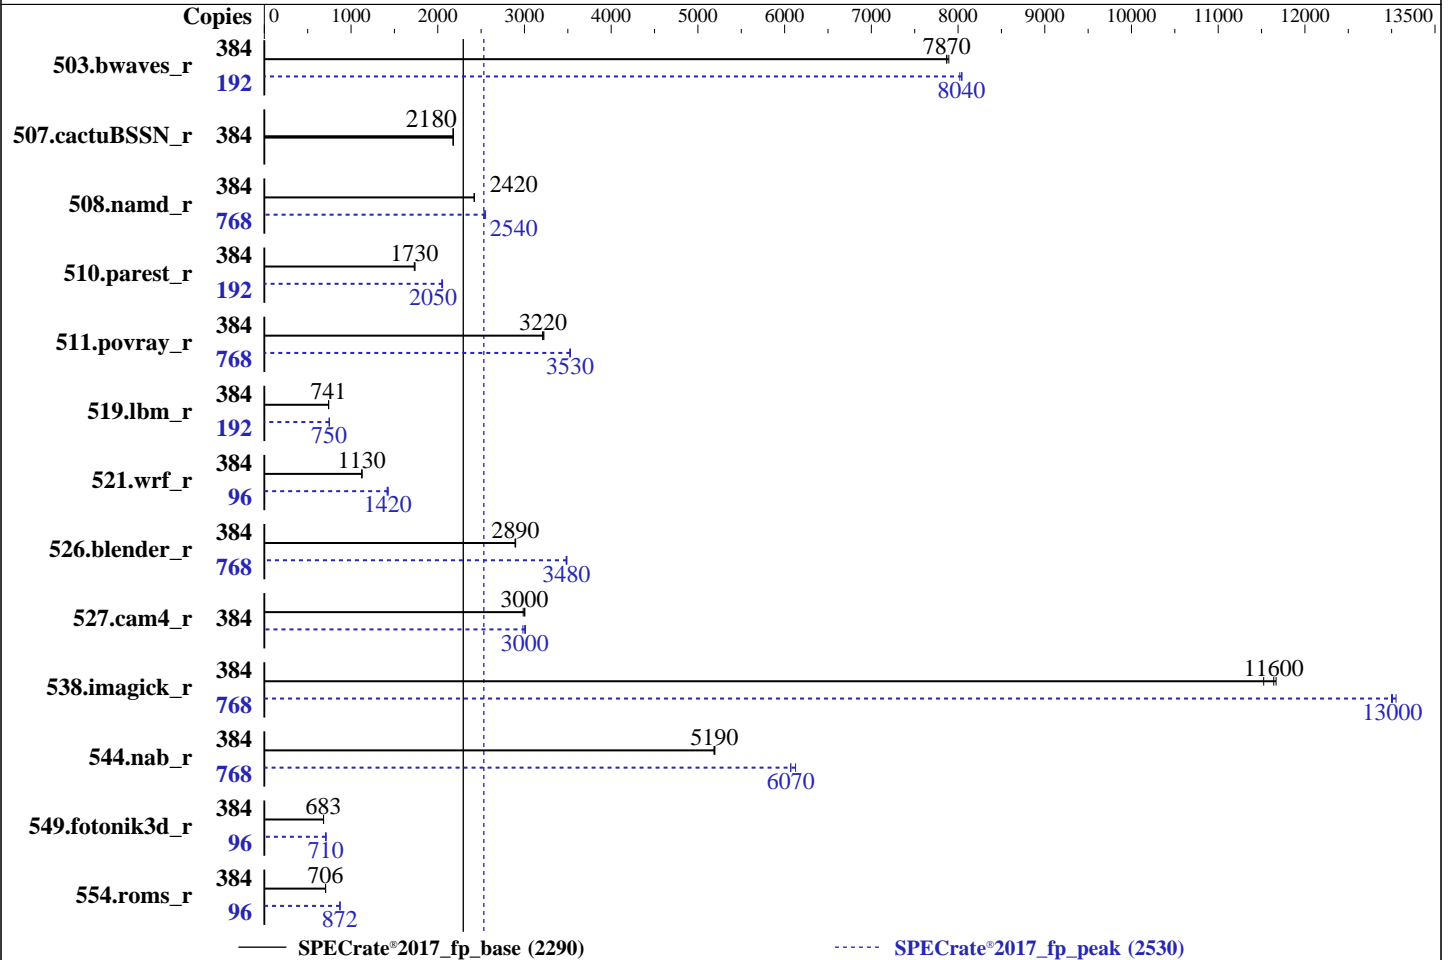 Copies 0 1000 2000 3000 4000 5000 6000 7000 8000 9000 10000 11000 12000 13500
503.bwaves_r 384 7870
192 8040
507.cactuBSSN_r 384 2180
508.namd_r 384 2420
768 2540
510.parest_r 384 1730
192 2050
511.povray_r 384 3220
768 3530
519.lbm_r 384 741
192 750
521.wrf_r 384 1130
96 1420
526.blender_r 384 2890
768 3480
527.cam4_r 384 3000
3000
538.imagick_r 384 11600
768 13000
544.nab_r 384 5190
768 6070
549.fotonik3d_r 384 683
96 710
554.roms_r 384 706
96 872
SPECrate®2017_fp_base (2290) SPECrate®2017_fp_peak (2530)